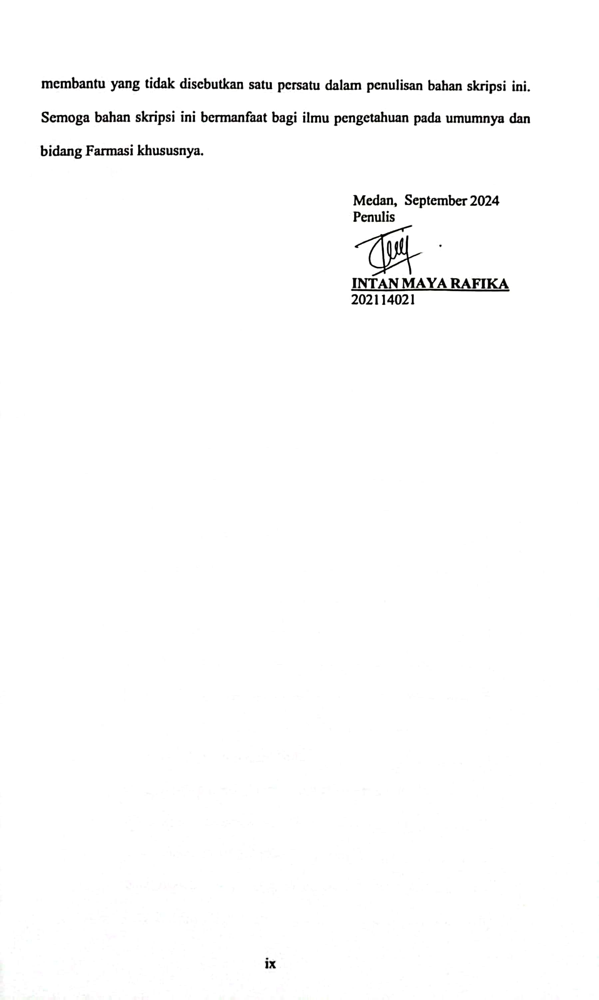 membantu yang tidak disebutkan satu persatu dalam penulisan bahan skripsi ini.
Semoga bahan skripsi ini bermanfaat bagi ilmu pengetahuan pada umumnya dan
bidang Farmasi khususnya.
Medan, September 2024
Penulis
INTAN MAYA RAFIKA
202114021
ix